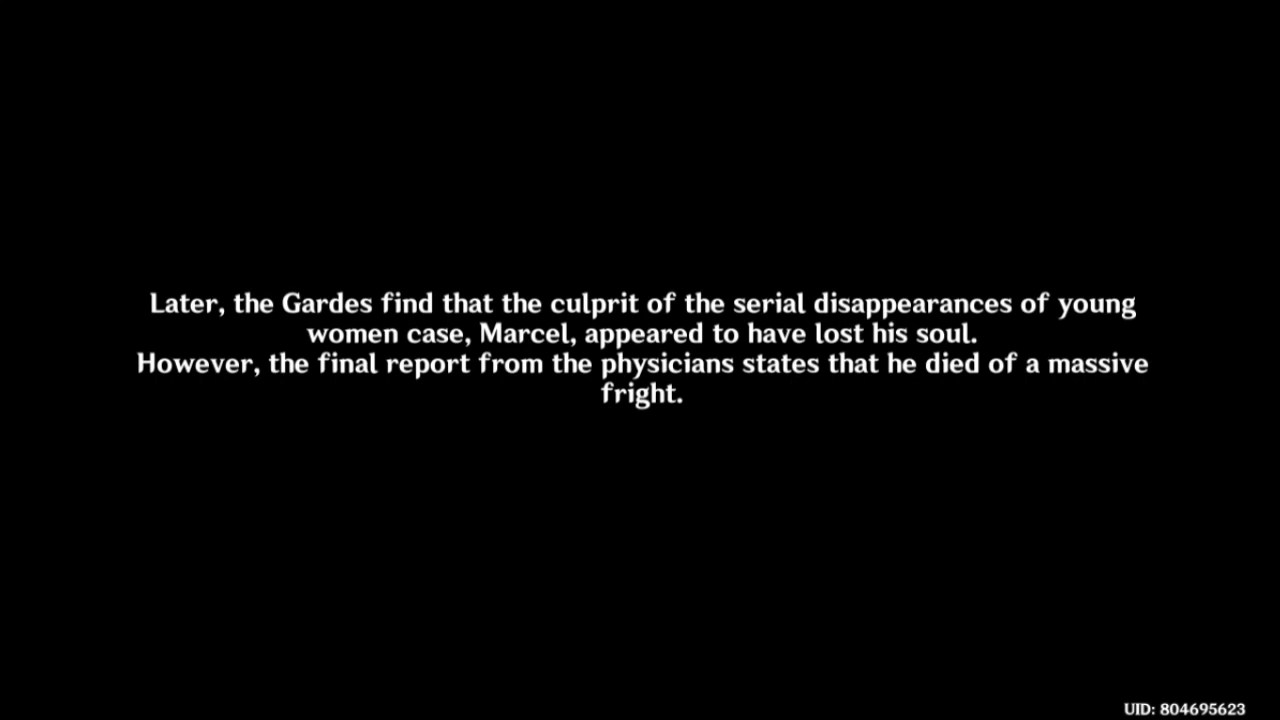 Later, the Gardes find that the culprit of the serial disappearances of young
women case, Marcel, appeared to have lost his soul.
However, the final report from the physicians states that he died of a massive
fright.
UID: 804695623